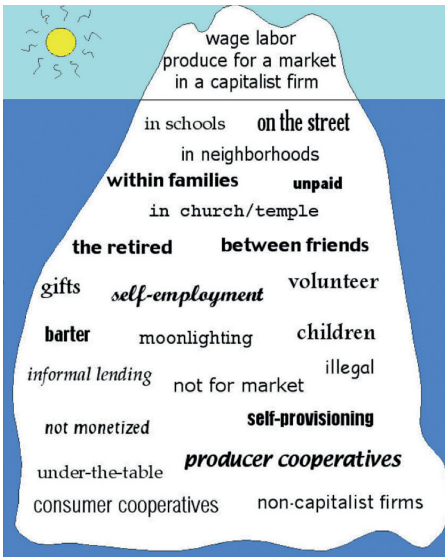 wage labor
produce for a market
in a capitalist firm
in schools on the street
in neighborhoods
within families unpaid
in church/temple
the retired between friends
gifts self-employment volunteer
barter moonlighting children
informal lending not for market illegal
not monetized self-provisioning
under-the-table producer cooperatives
consumer cooperatives non-capitalist firms